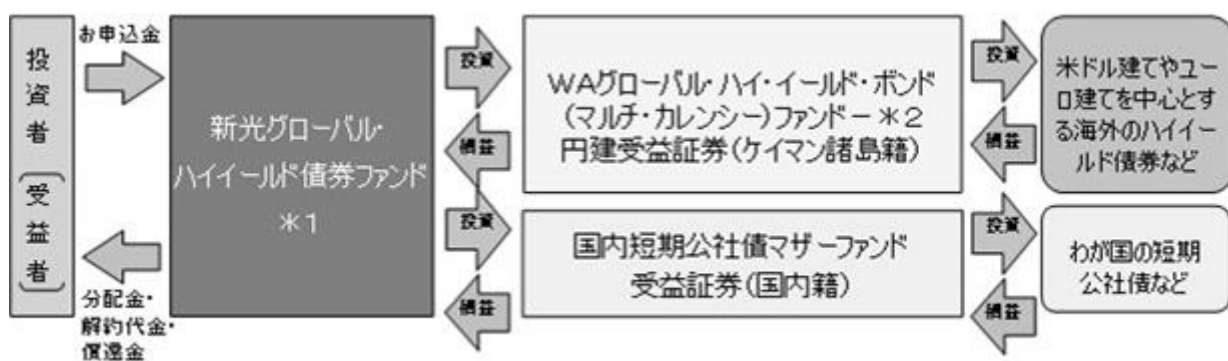 投資者(受益者)
お申込金
分配金・
解約代金・
償還金
新光グローバル・
ハイイールド債券ファンド
＊1
投資
損益
投資
損益
WAグローバル・ハイ・イールド・ボンド
(マルチ・カレンシー)ファンド－＊2
円建受益証券(ケイマン諸島籍)
国内短期公社債マザーファンド
受益証券(国内籍)
投資
損益
投資
損益
米ドル建てやユー
ロ建てを中心とす
る海外のハイイー
ルド債券など
わが国の短期
公社債など